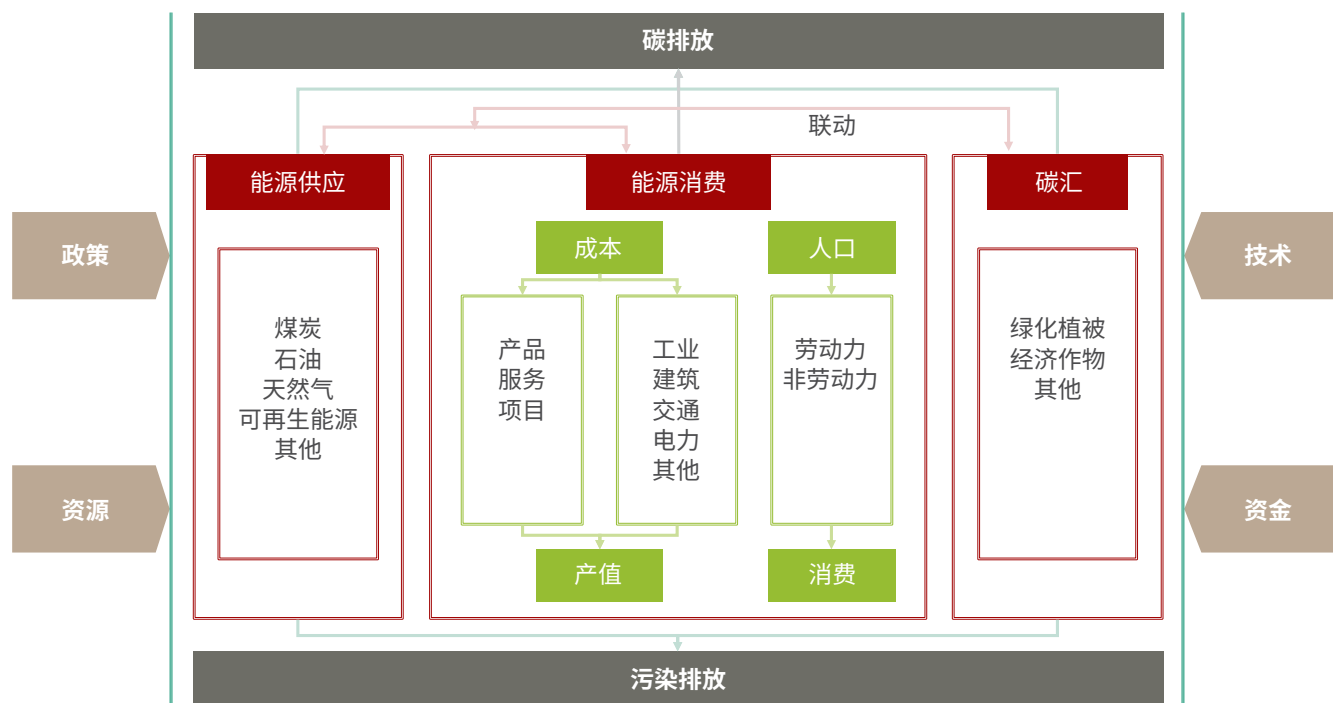 碳排放
联动
能源供应
能源消费
碳汇
政策
资源
煤炭
石油
天然气
可再生能源
其他
成本
人口
产品
服务
项目
工业
建筑
交通
电力
其他
劳动力
非劳动力
产值
消费
绿化植被
经济作物
其他
技术
资金
污染排放